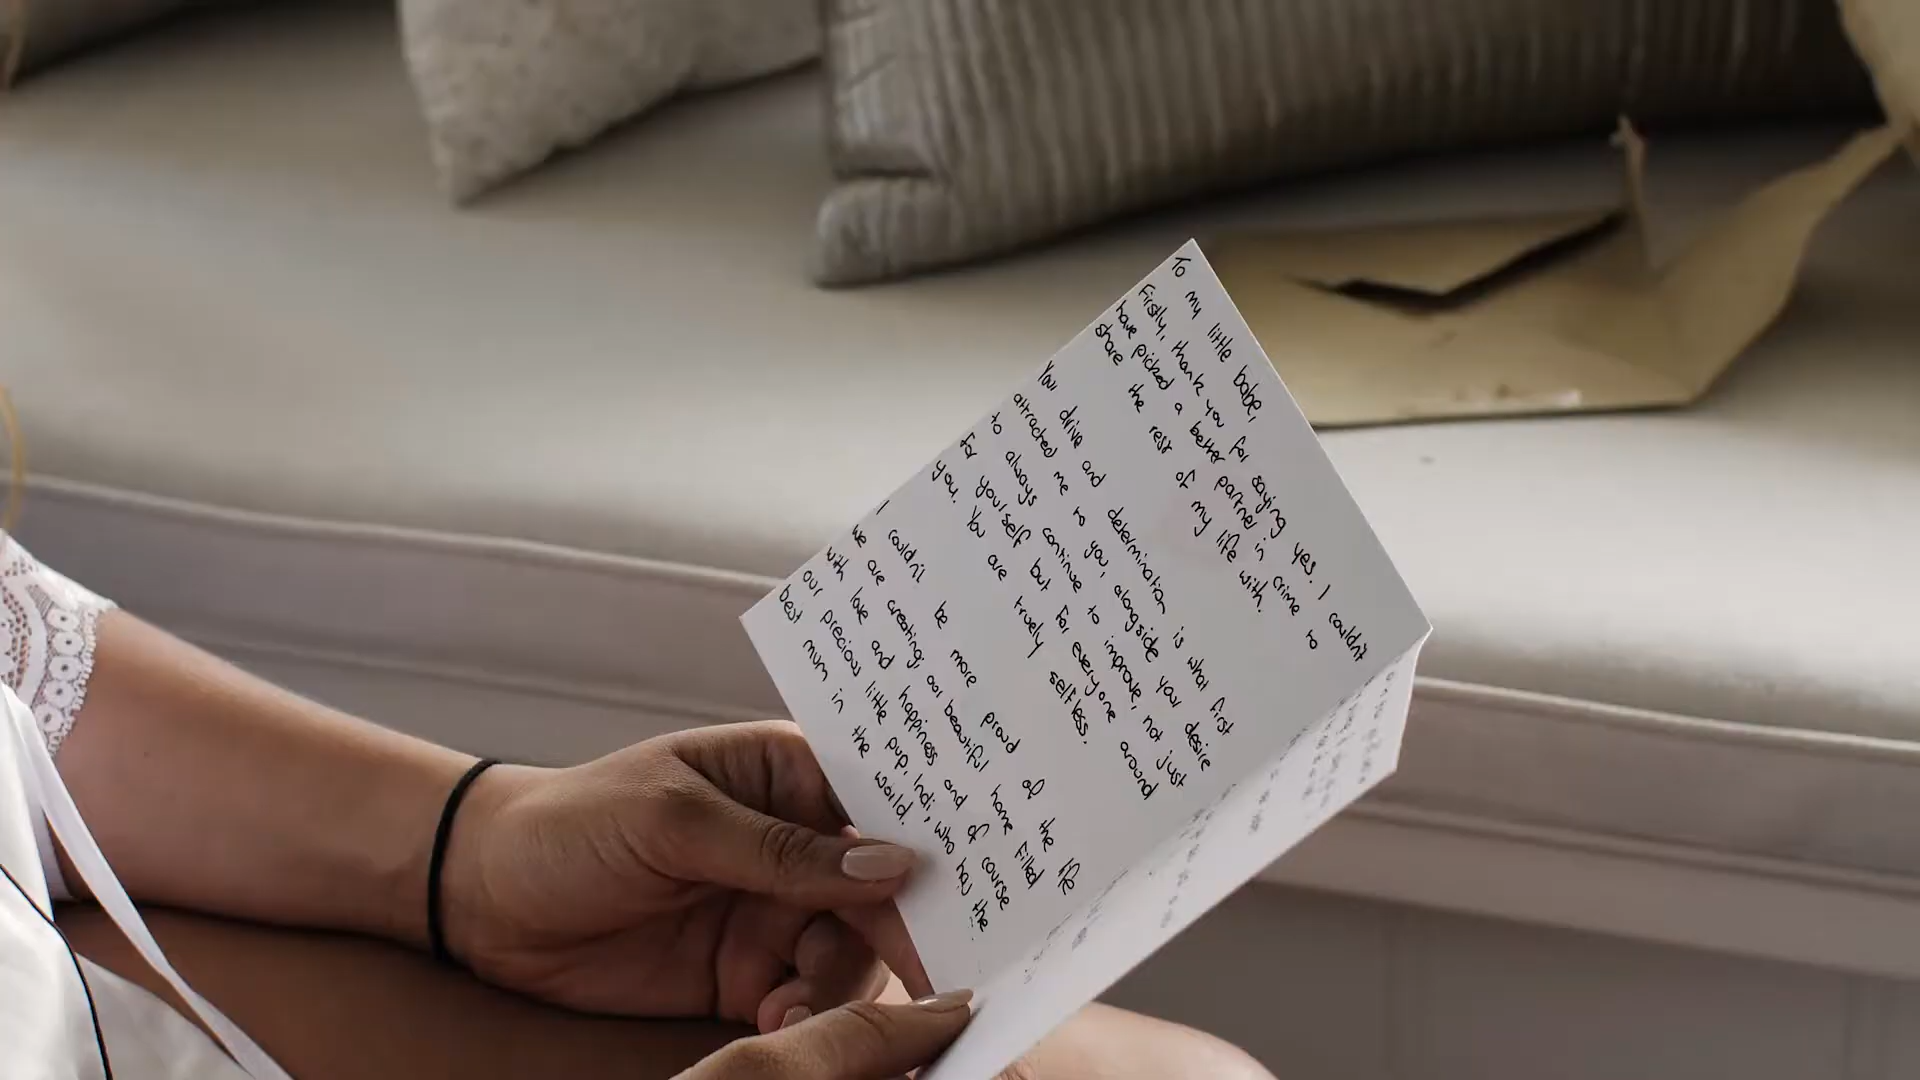 To my little babe,
Firstly, thank you for saying yes. I couldn't
have picked a better partner in crime to
share the rest of my life with.
Your drive and determination is what first
attracted me to you, alongside your desire
to always continue to improve, not just
for yourself but for everyone around
you. You are truely selfless.
I couldn't be more proud of the life
we are creating; our beautiful home filled
with love and happiness and of course
our precious little pup, Indi, who has the
best mum in the world.